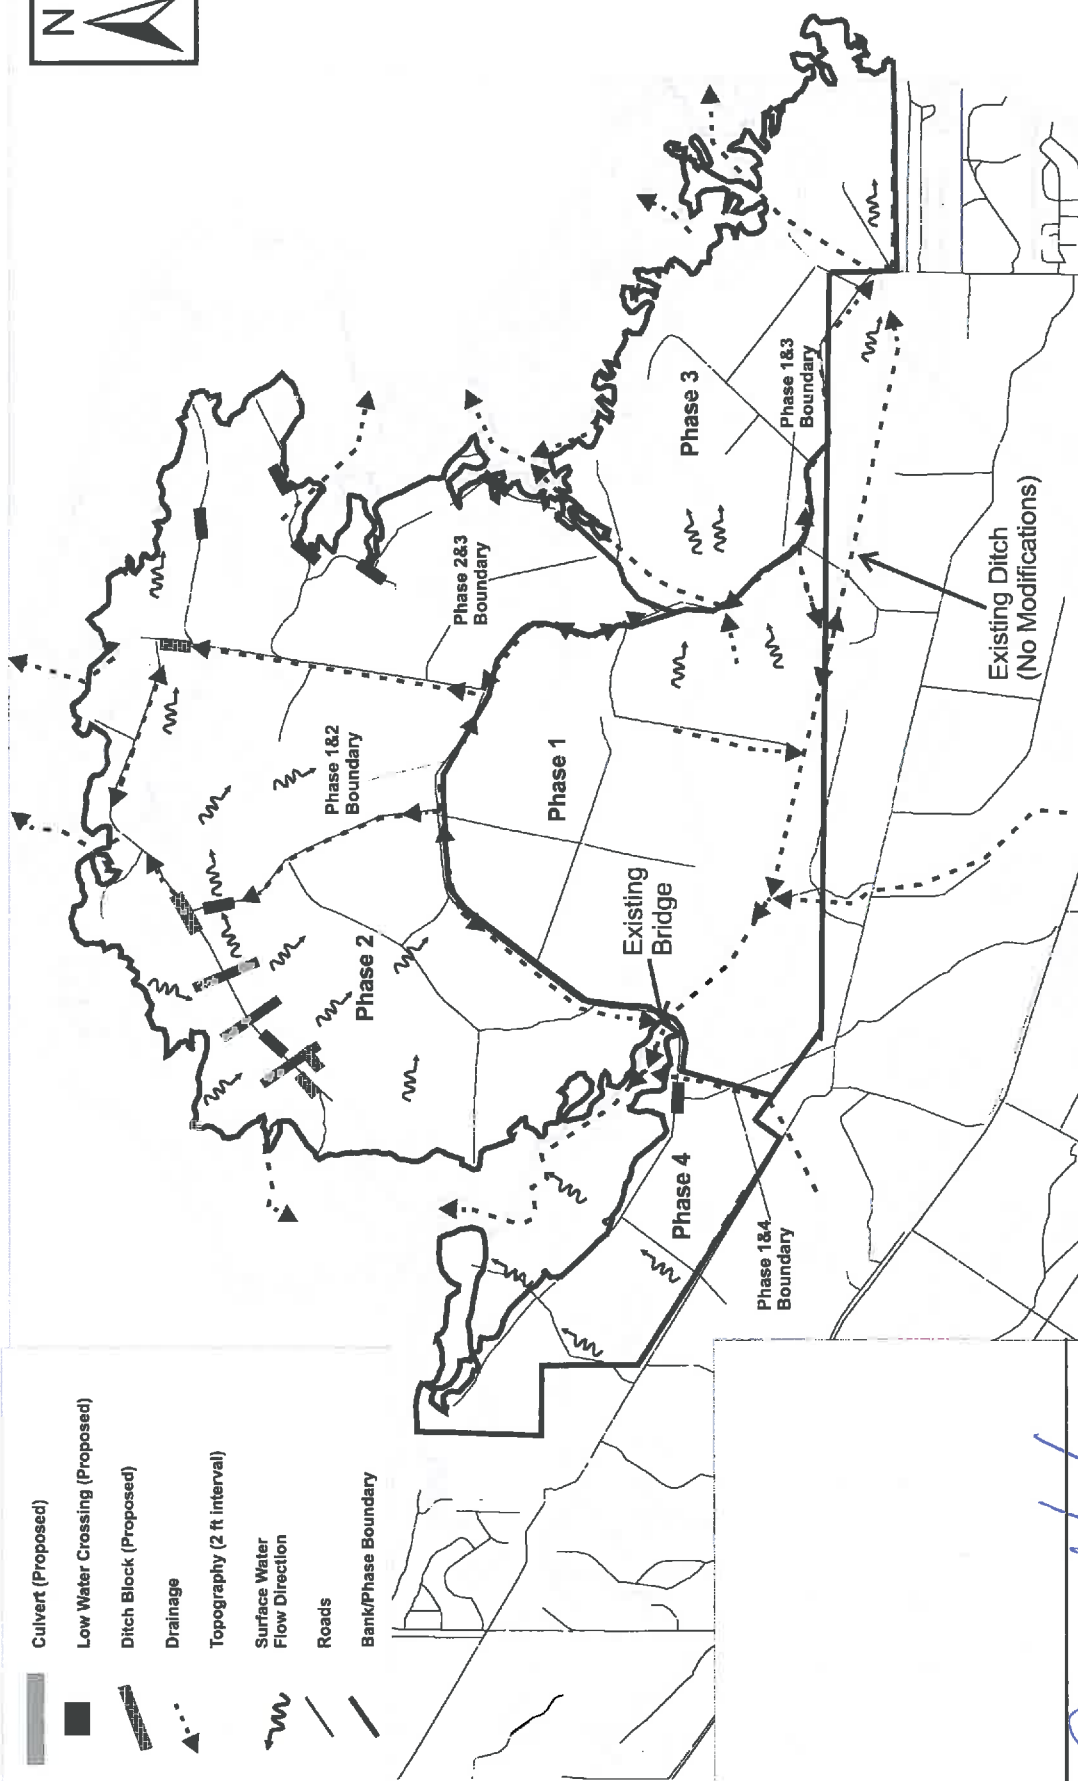 N
Culvert (Proposed)
Low Water Crossing (Proposed)
Ditch Block (Proposed)
Drainage
Topography (2 ft interval)
Surface Water
Flow Direction
Roads
Bank/Phase Boundary
Phase 2
Phase 1&2
Boundary
Phase 2&3
Boundary
Phase 1
Phase 3
Phase 1&3
Boundary
Existing
Bridge
Phase 4
Phase 1&4
Boundary
Existing Ditch
(No Modifications)